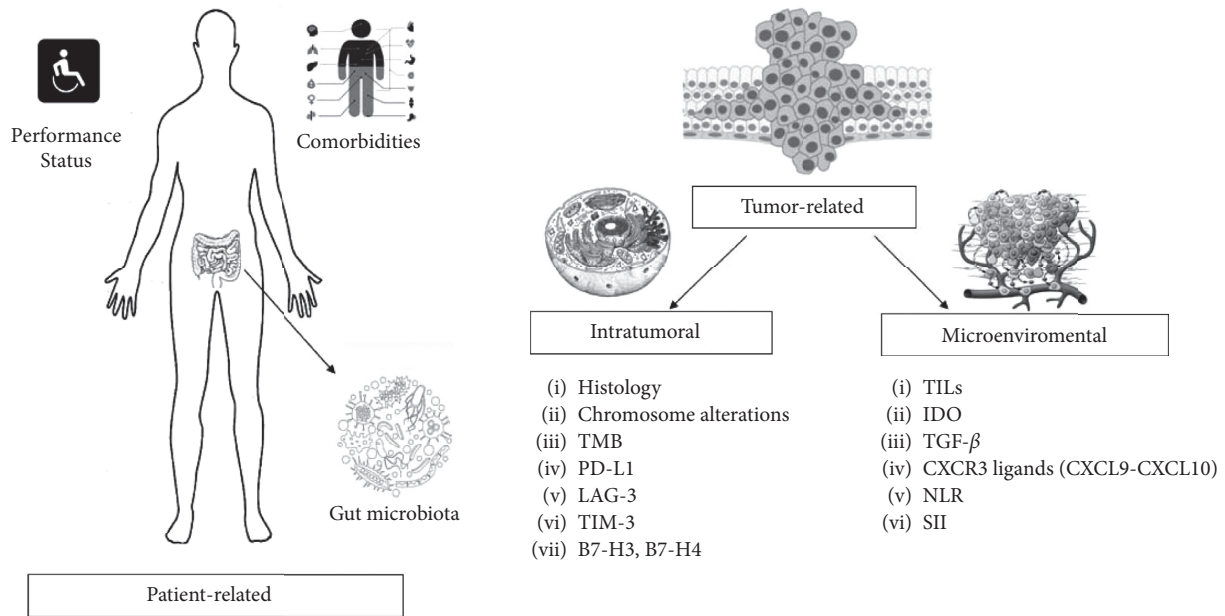 Performance
Status
Comorbidities
Gut microbiota
Patient-related
Tumor-related
Intratumoral
(i) Histology
(ii) Chromosome alterations
(iii) TMB
(iv) PD-L1
(v) LAG-3
(vi) TIM-3
(vii) B7-H3, B7-H4
Microenviromental
(i) TILs
(ii) IDO
(iii) TGF-β
(iv) CXCR3 ligands (CXCL9-CXCL10)
(v) NLR
(vi) SII